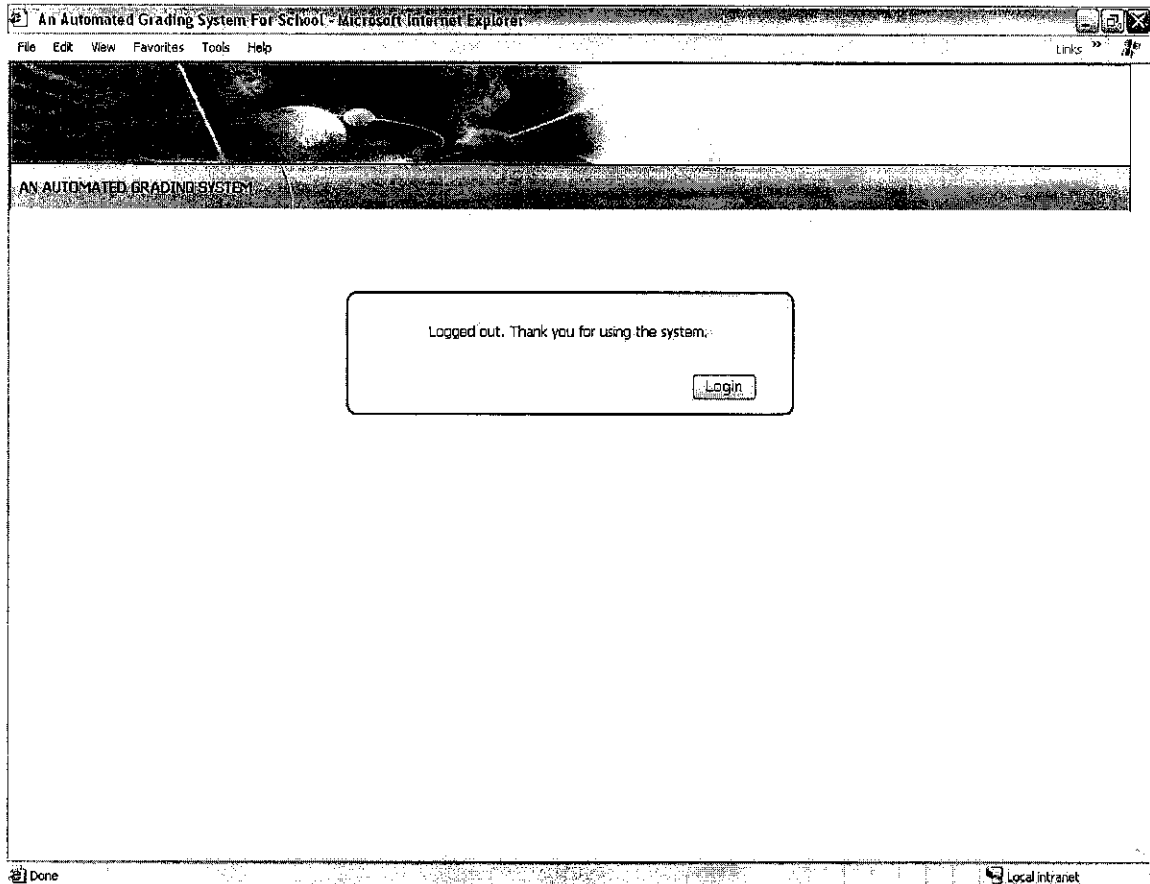 An Automated Grading System For School - Microsoft Internet Explorer
File Edit View Favorites Tools Help Links »
AN AUTOMATED GRADING SYSTEM
Logged out. Thank you for using the system.
Login
Done Local intranet